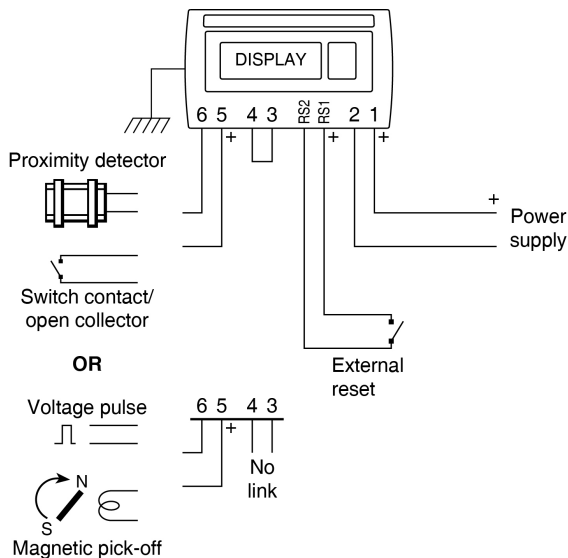 DISPLAY
6 5 4 3 RS2 RS1 2 1
+ + +
Proximity detector
+
Power
supply
Switch contact/
open collector
OR
External
reset
Voltage pulse
6 5 4 3
+
No
link
N
S
Magnetic pick-off